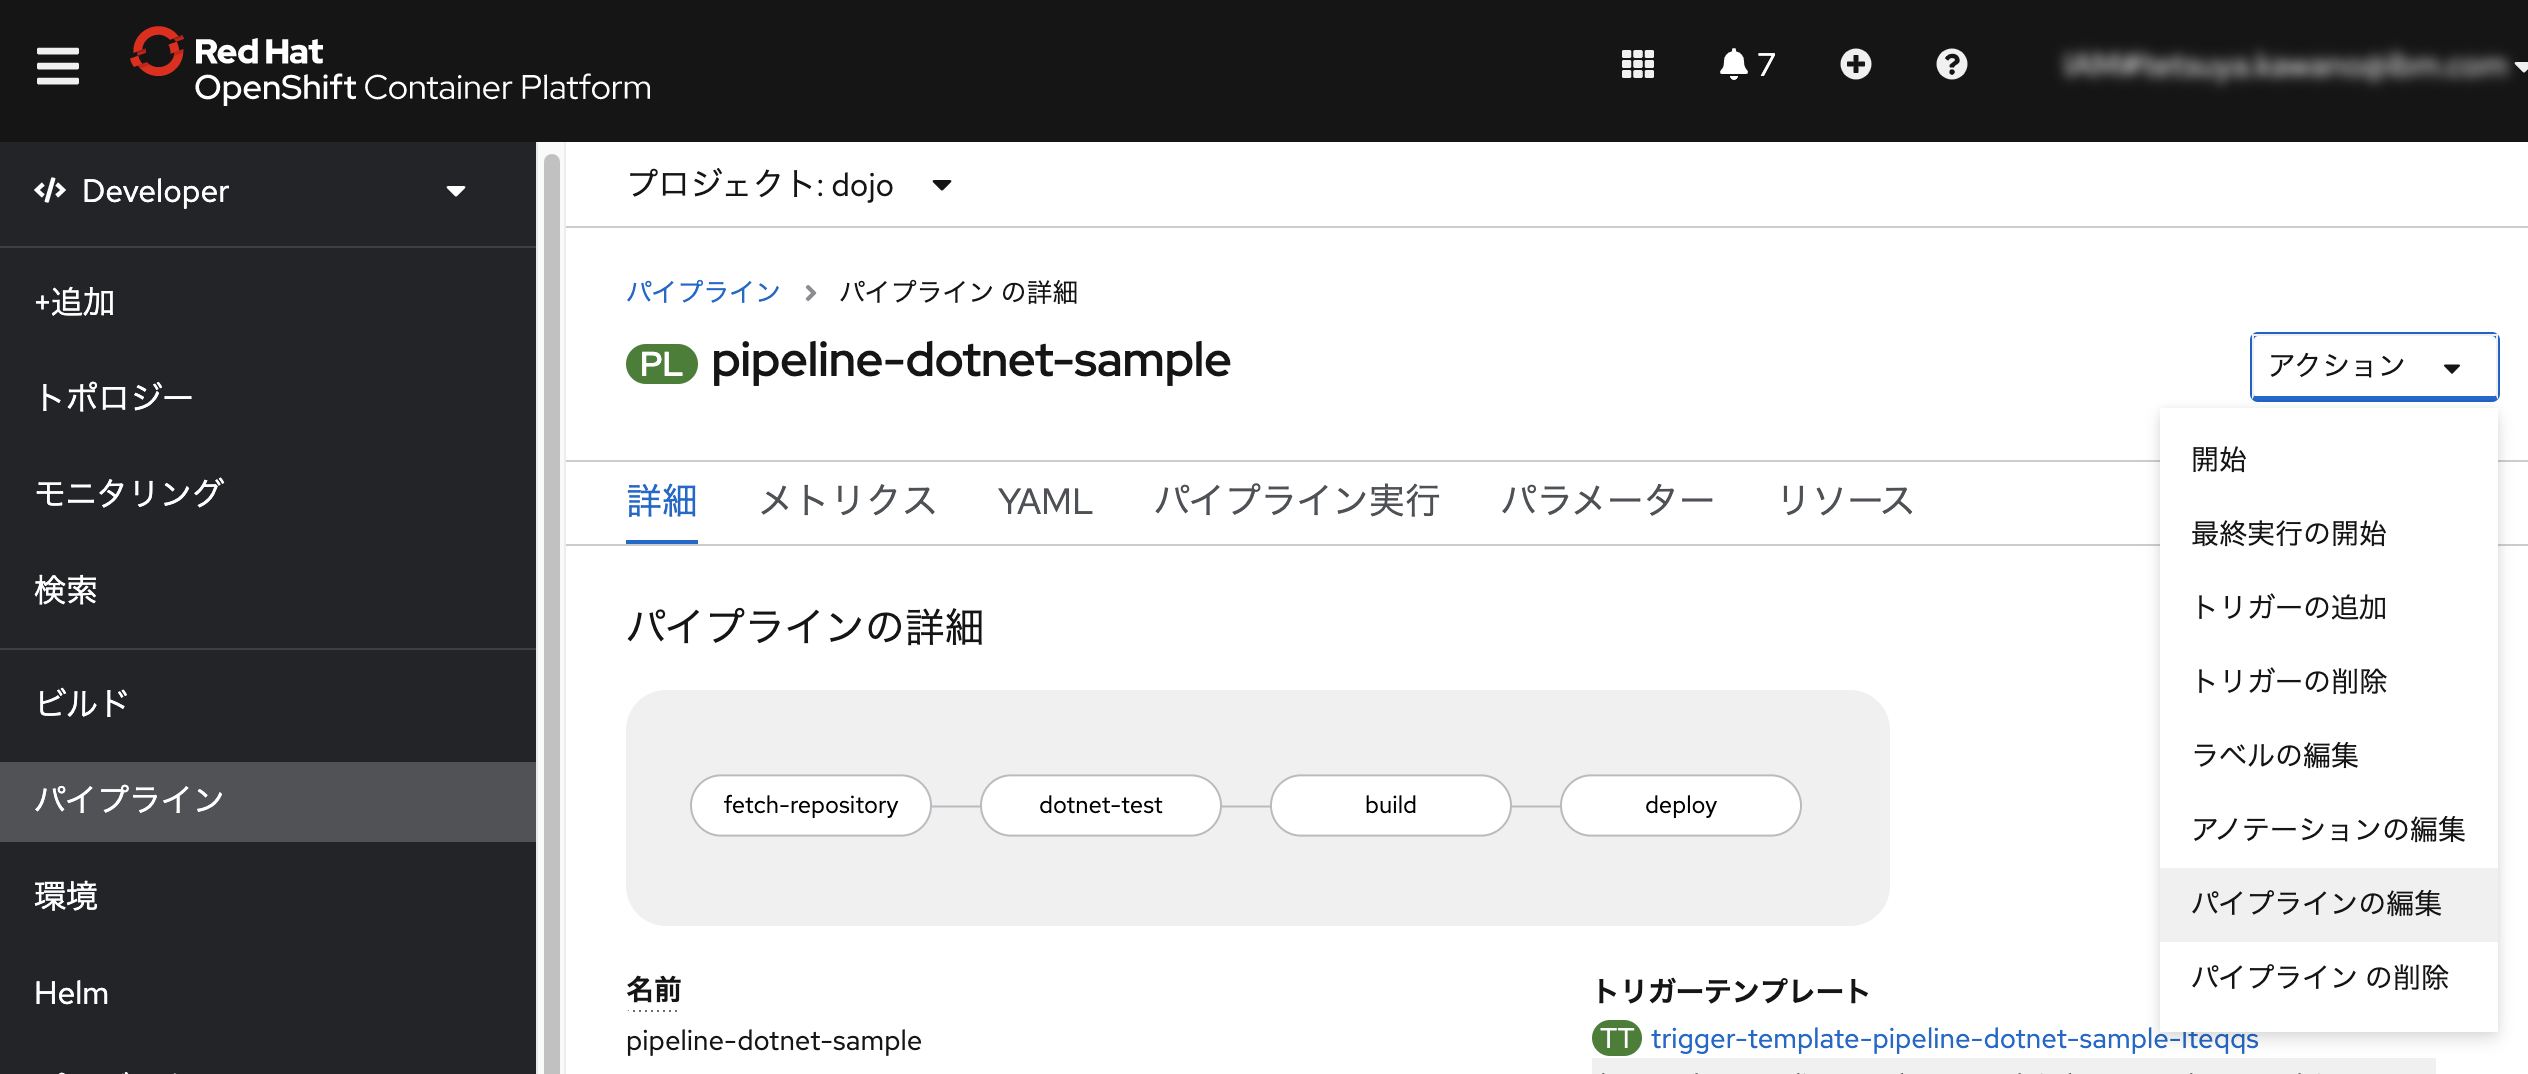 Red Hat
OpenShift Container Platform
7
Developer
プロジェクト: dojo
+追加
トポロジー
モニタリング
検索
ビルド
パイプライン
環境
Helm
パイプライン > パイプライン の詳細
PL pipeline-dotnet-sample
アクション
開始
最終実行の開始
トリガーの追加
トリガーの削除
ラベルの編集
アノテーションの編集
パイプラインの編集
パイプライン の削除
詳細 メトリクス YAML パイプライン実行 パラメーター リソース
パイプラインの詳細
fetch-repository dotnet-test build deploy
名前
pipeline-dotnet-sample
トリガーテンプレート
TT trigger-template-pipeline-dotnet-sample-lteqqs